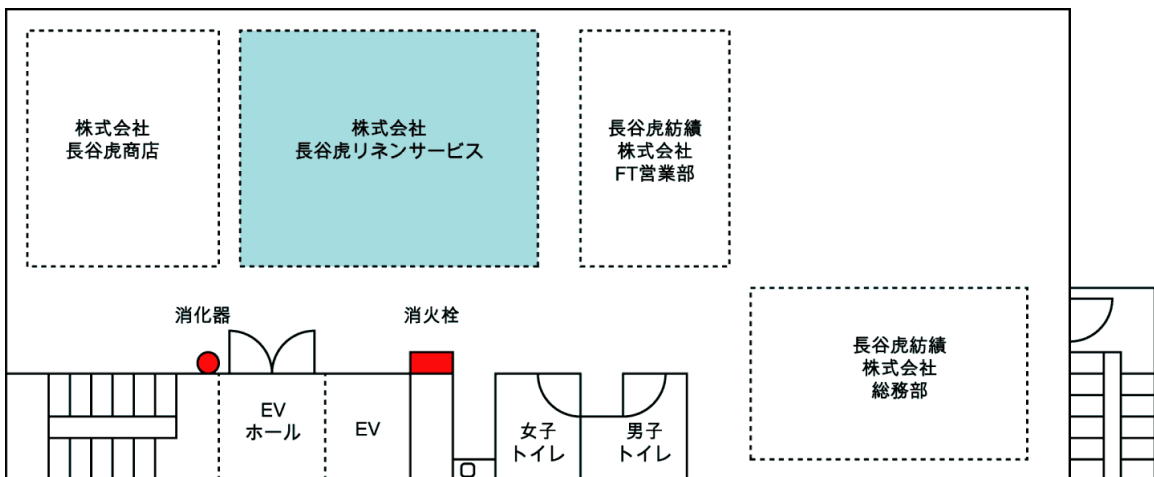 株式会社
長谷虎商店
株式会社
長谷虎リネンサービス
長谷虎紡績
株式会社
FT営業部
消化器
消火栓
長谷虎紡績
株式会社
総務部
EV
ホール
EV
女子
トイレ
男子
トイレ